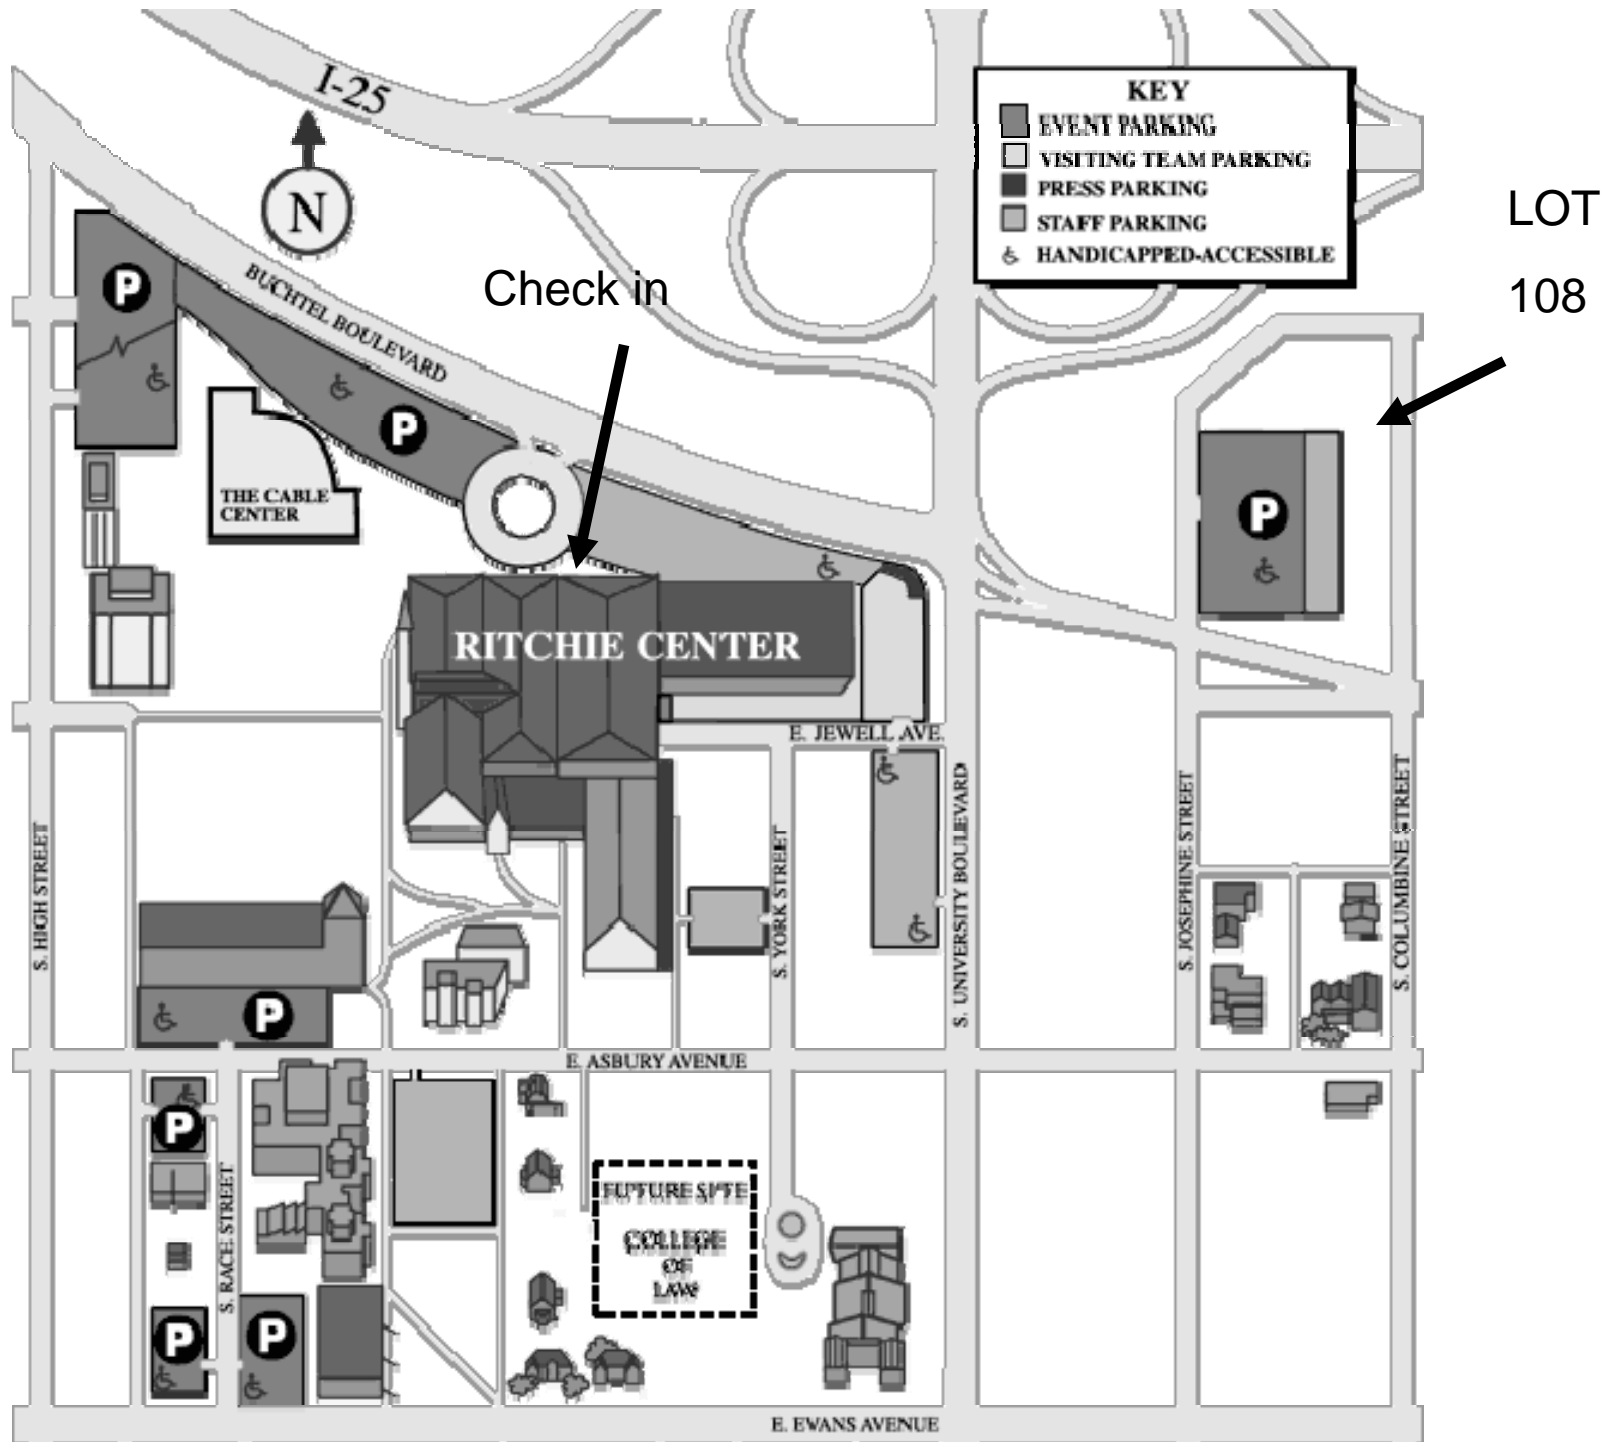 I-25
KEY
EVENT PARKING
VISITING TEAM PARKING
PRESS PARKING
STAFF PARKING
HANDICAPPED-ACCESSIBLE
LOT
108
N
Check in
BUCHTEL BOULEVARD
P
P
THE CABLE
CENTER
P
RITCHIE CENTER
E. JEWELL AVE.
S. HIGH STREET
S. YORK STREET
S. UNIVERSITY BOULEVARD
S. JOSEPHINE STREET
S. COLUMBINE STREET
P
E. ASBURY AVENUE
P
S. RACE STREET
FUTURE SITE
COLLEGE
OF
LAW
P
P
E. EVANS AVENUE